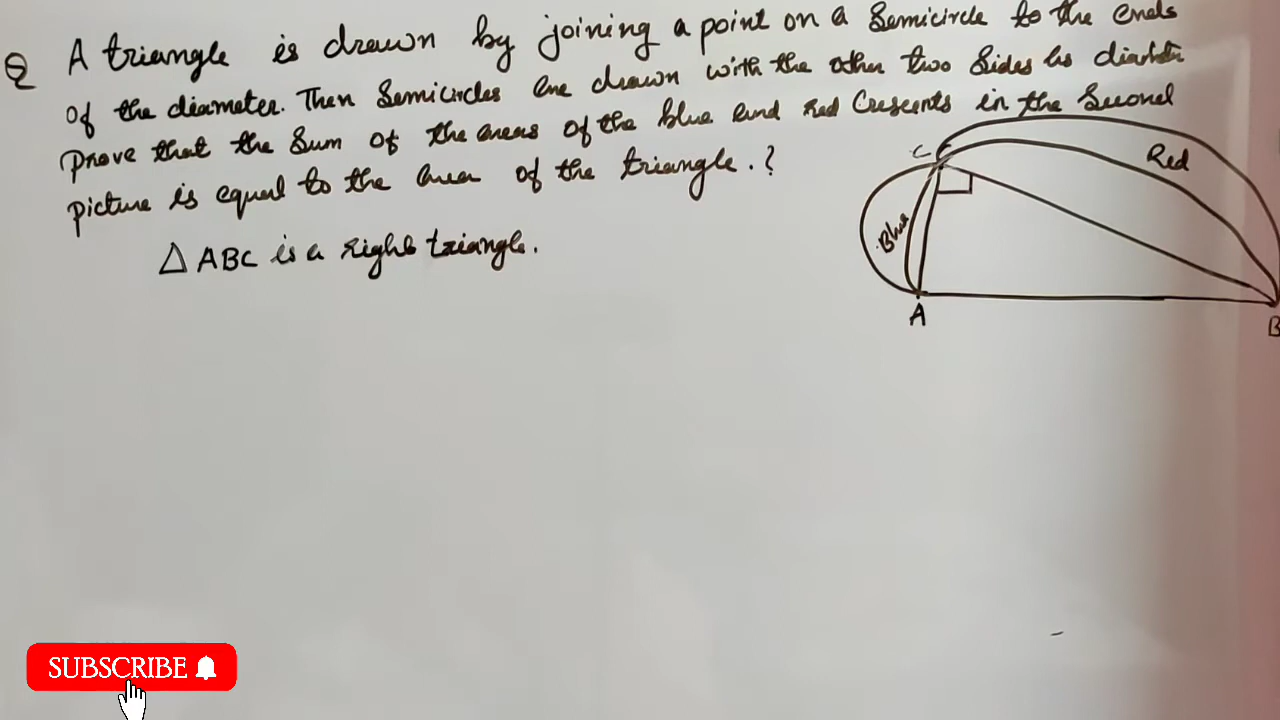 Q A triangle is drawn by joining a point on a Semicircle to the ends
of the diameter. Then Semicircles are drawn with the other two Sides as
Prove that the Sum of the areas of the blue and red Crescents in the
picture is equal to the area of the triangle.?
△ ABC is a right triangle.
C
Red
Blue
A
B
SUBSCRIBE